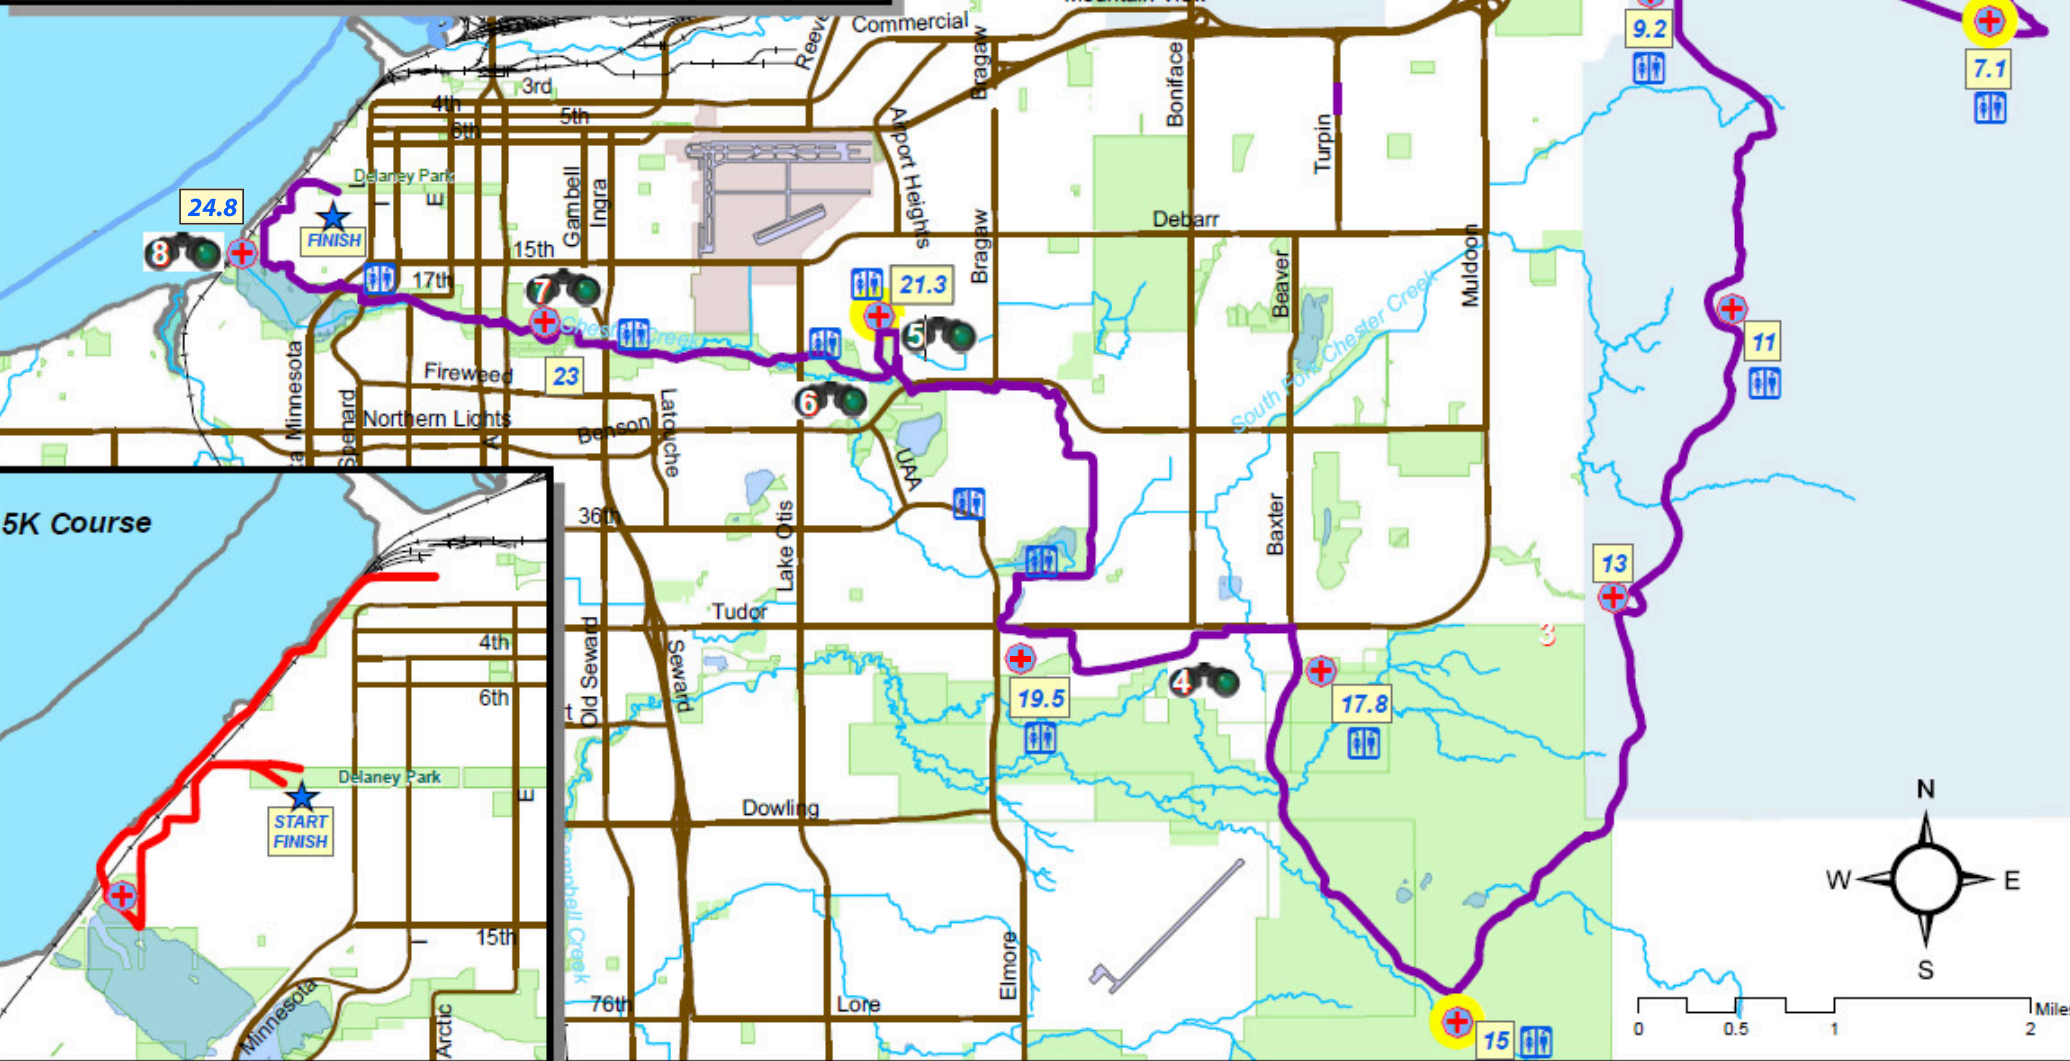 Commercial
Reeve
Bragaw
Boniface
9.2
7.1
3rd
4th
5th
6th
Airport Heights
Turpin
Delaney Park
L
I
E
Gambell
Ingra
24.8
8
FINISH
15th
17th
7
Bragaw
Debarr
Beaver
Muldoon
21.3
5
Chester Creek
South Fork Chester Creek
11
Minnesota
Spenard
Fireweed
23
6
Northern Lights
A
Benson
Latouche
UAA
5K Course
36th
Lake Otis
Baxter
13
Tudor
3
4th
6th
Old Seward
Seward
19.5
4
17.8
Delaney Park
E
START
FINISH
Dowling
Campbell Creek
I
15th
Minnesota
Arctic
76th
Lore
Elmore
15
N
W
E
S
0
0.5
1
2
Miles